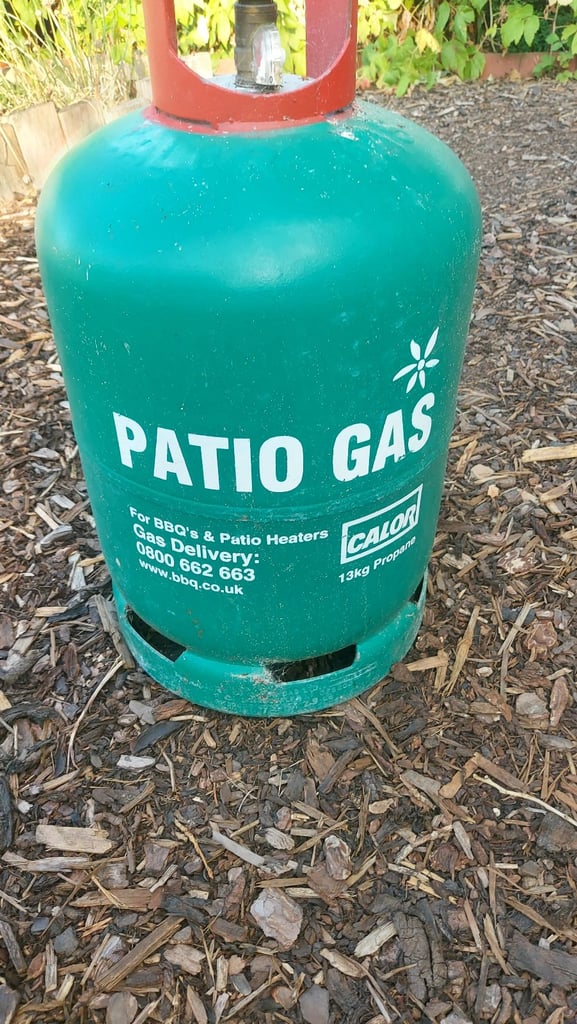 PATIO GAS
For BBQ's & Patio Heaters
Gas Delivery:
0800 662 663
www.bbq.co.uk
CALOR
13kg Propane